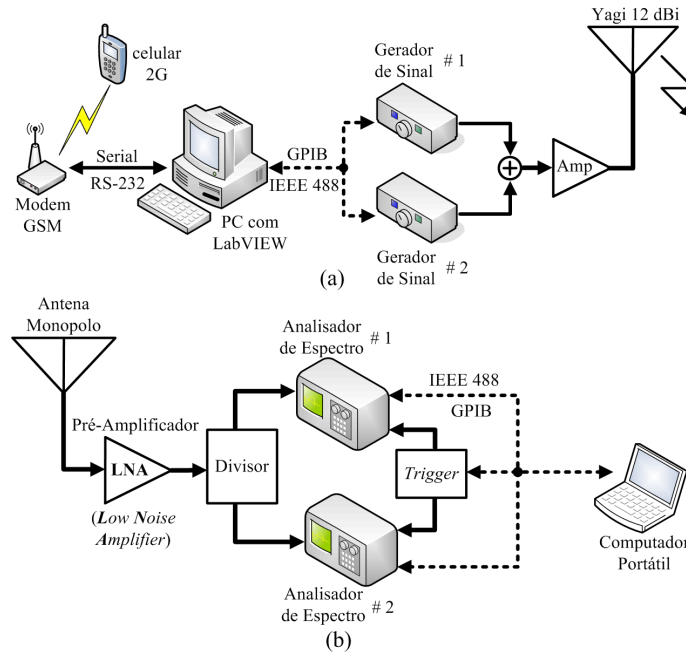 Yagi 12 dBi
celular
2G
Gerador
de Sinal
# 1
Serial
RS-232
GPIB
IEEE 488
Amp
Modem
GSM
PC com
LabVIEW
Gerador
de Sinal
# 2
(a)
Antena
Monopolo
Analisador
de Espectro
# 1
IEEE 488
GPIB
Pré-Amplificador
LNA
Divisor
Trigger
(Low Noise
Amplifier)
Computador
Portátil
Analisador
de Espectro
# 2
(b)